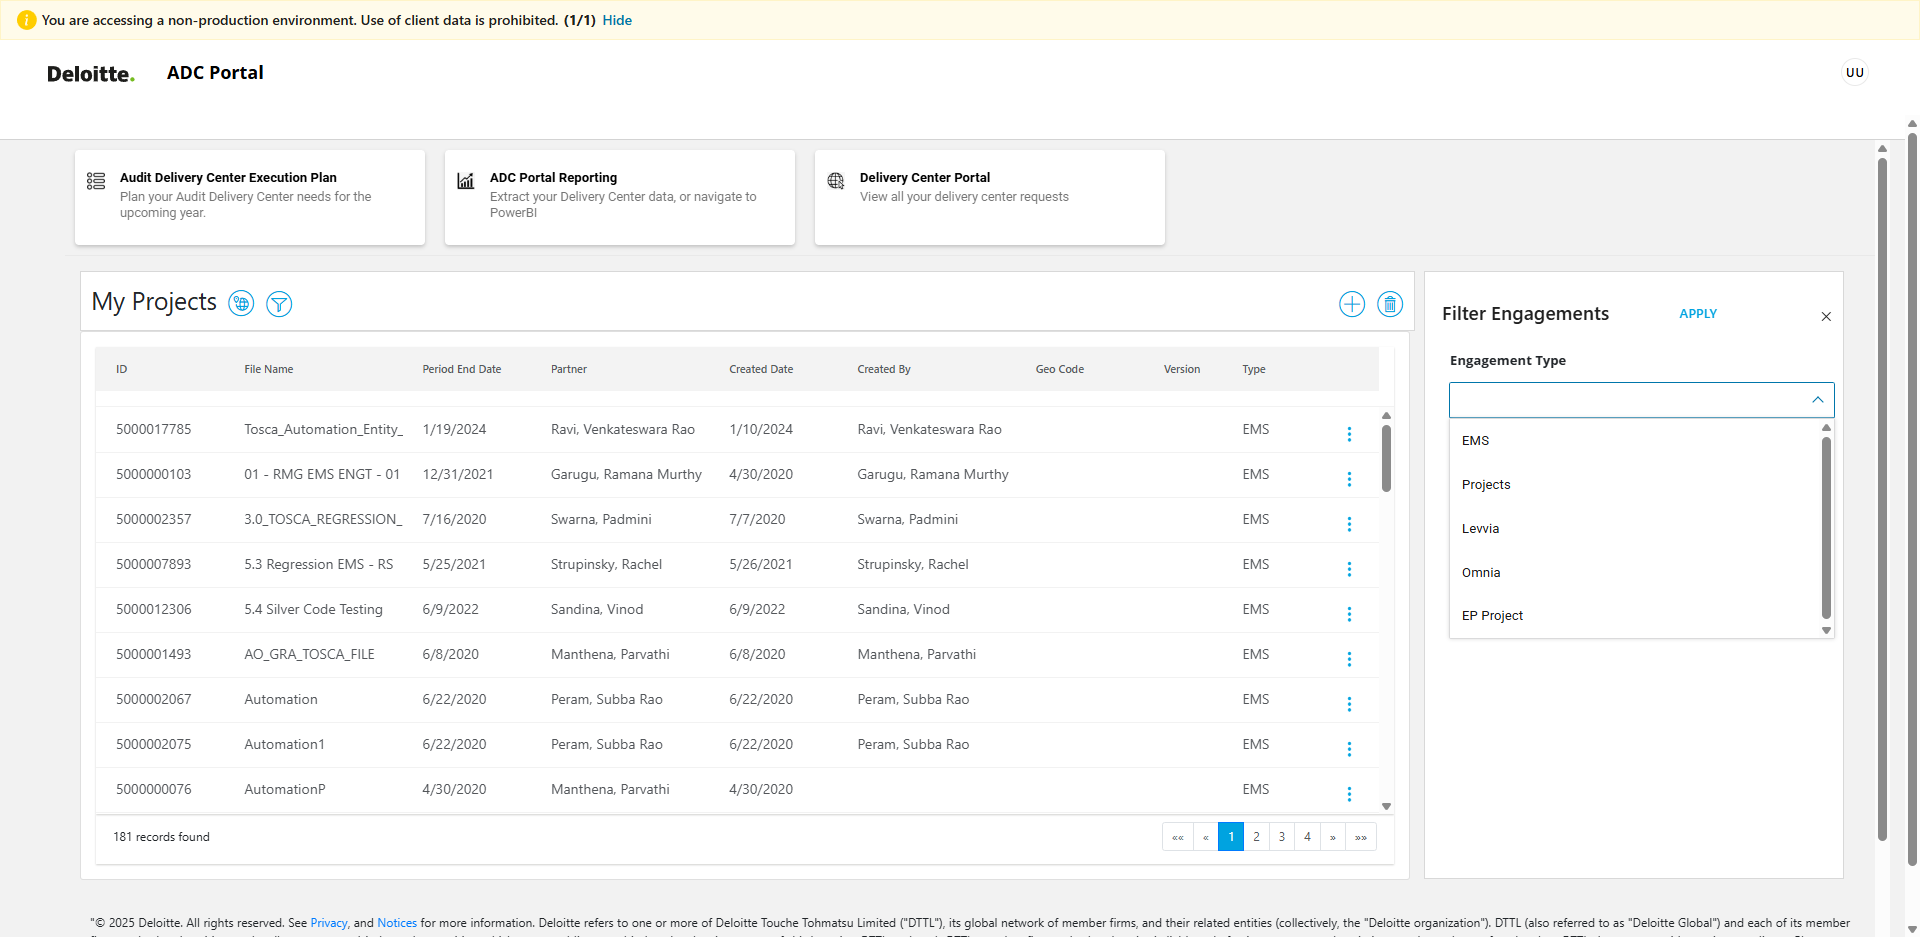 You are accessing a non-production environment. Use of client data is prohibited. (1/1) Hide
Deloitte. ADC Portal UU
Audit Delivery Center Execution Plan
Plan your Audit Delivery Center needs for the
upcoming year.
ADC Portal Reporting
Extract your Delivery Center data, or navigate to
PowerBI
Delivery Center Portal
View all your delivery center requests
My Projects
ID File Name Period End Date Partner Created Date Created By Geo Code Version Type
5000017785 Tosca_Automation_Entity_ 1/19/2024 Ravi, Venkateswara Rao 1/10/2024 Ravi, Venkateswara Rao EMS
5000000103 01 - RMG EMS ENGT - 01 12/31/2021 Garugu, Ramana Murthy 4/30/2020 Garugu, Ramana Murthy EMS
5000002357 3.0_TOSCA_REGRESSION_ 7/16/2020 Swarna, Padmini 7/7/2020 Swarna, Padmini EMS
5000007893 5.3 Regression EMS - RS 5/25/2021 Strupinsky, Rachel 5/26/2021 Strupinsky, Rachel EMS
5000012306 5.4 Silver Code Testing 6/9/2022 Sandina, Vinod 6/9/2022 Sandina, Vinod EMS
5000001493 AO_GRA_TOSCA_FILE 6/8/2020 Manthena, Parvathi 6/8/2020 Manthena, Parvathi EMS
5000002067 Automation 6/22/2020 Peram, Subba Rao 6/22/2020 Peram, Subba Rao EMS
5000002075 Automation1 6/22/2020 Peram, Subba Rao 6/22/2020 Peram, Subba Rao EMS
5000000076 AutomationP 4/30/2020 Manthena, Parvathi 4/30/2020 EMS
181 records found
«« « 1 2 3 4 » »»
Filter Engagements APPLY
Engagement Type
EMS
Projects
Levvia
Omnia
EP Project
"© 2025 Deloitte. All rights reserved. See Privacy, and Notices for more information. Deloitte refers to one or more of Deloitte Touche Tohmatsu Limited ("DTTL"), its global network of member firms, and their related entities (collectively, the "Deloitte organization"). DTTL (also referred to as "Deloitte Global") and each of its member